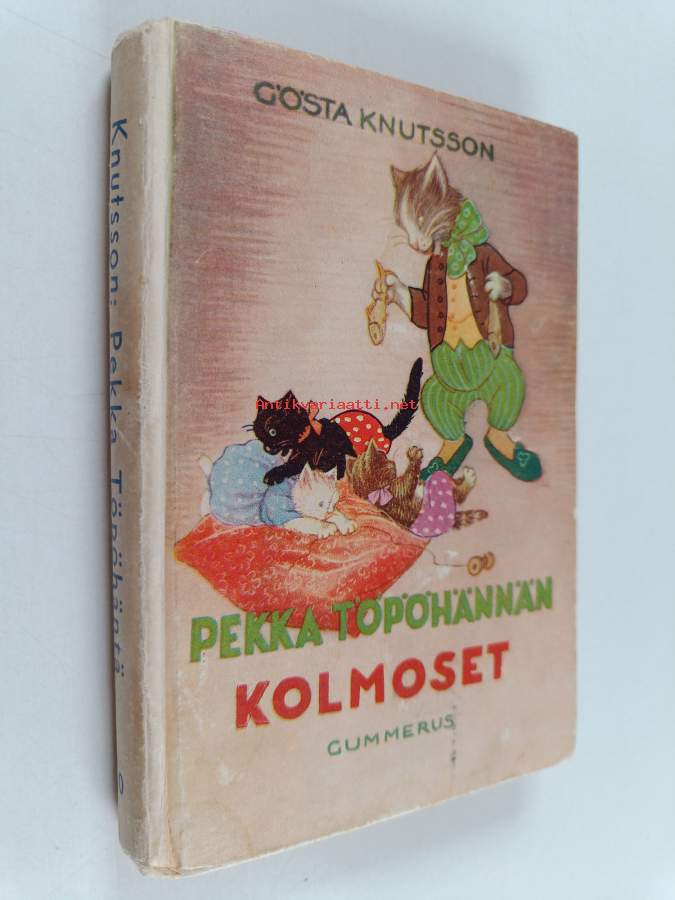 GÖSTA KNUTSSON
PEKKA TÖPÖHÄNNÄN
KOLMOSET
GUMMERUS
Knutsson: Pekka Töpöhäntä
Antikvariaatti.net